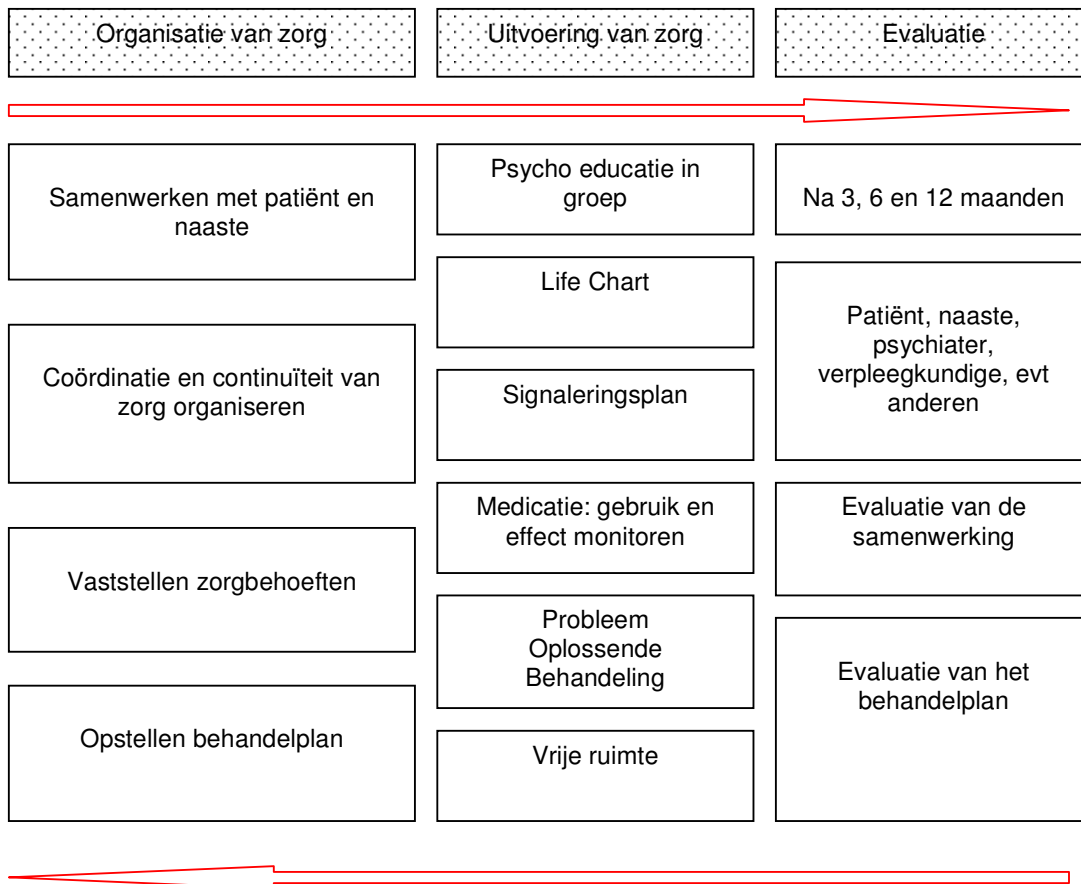 Organisatie van zorg
Uitvoering van zorg
Evaluatie
Samenwerken met patiënt en
naaste
Coördinatie en continuïteit van
zorg organiseren
Vaststellen zorgbehoeften
Opstellen behandelplan
Psycho educatie in
groep
Life Chart
Signaleringsplan
Medicatie: gebruik en
effect monitoren
Probleem
Oplossende
Behandeling
Vrije ruimte
Na 3, 6 en 12 maanden
Patiënt, naaste,
psychiater,
verpleegkundige, evt
anderen
Evaluatie van de
samenwerking
Evaluatie van het
behandelplan